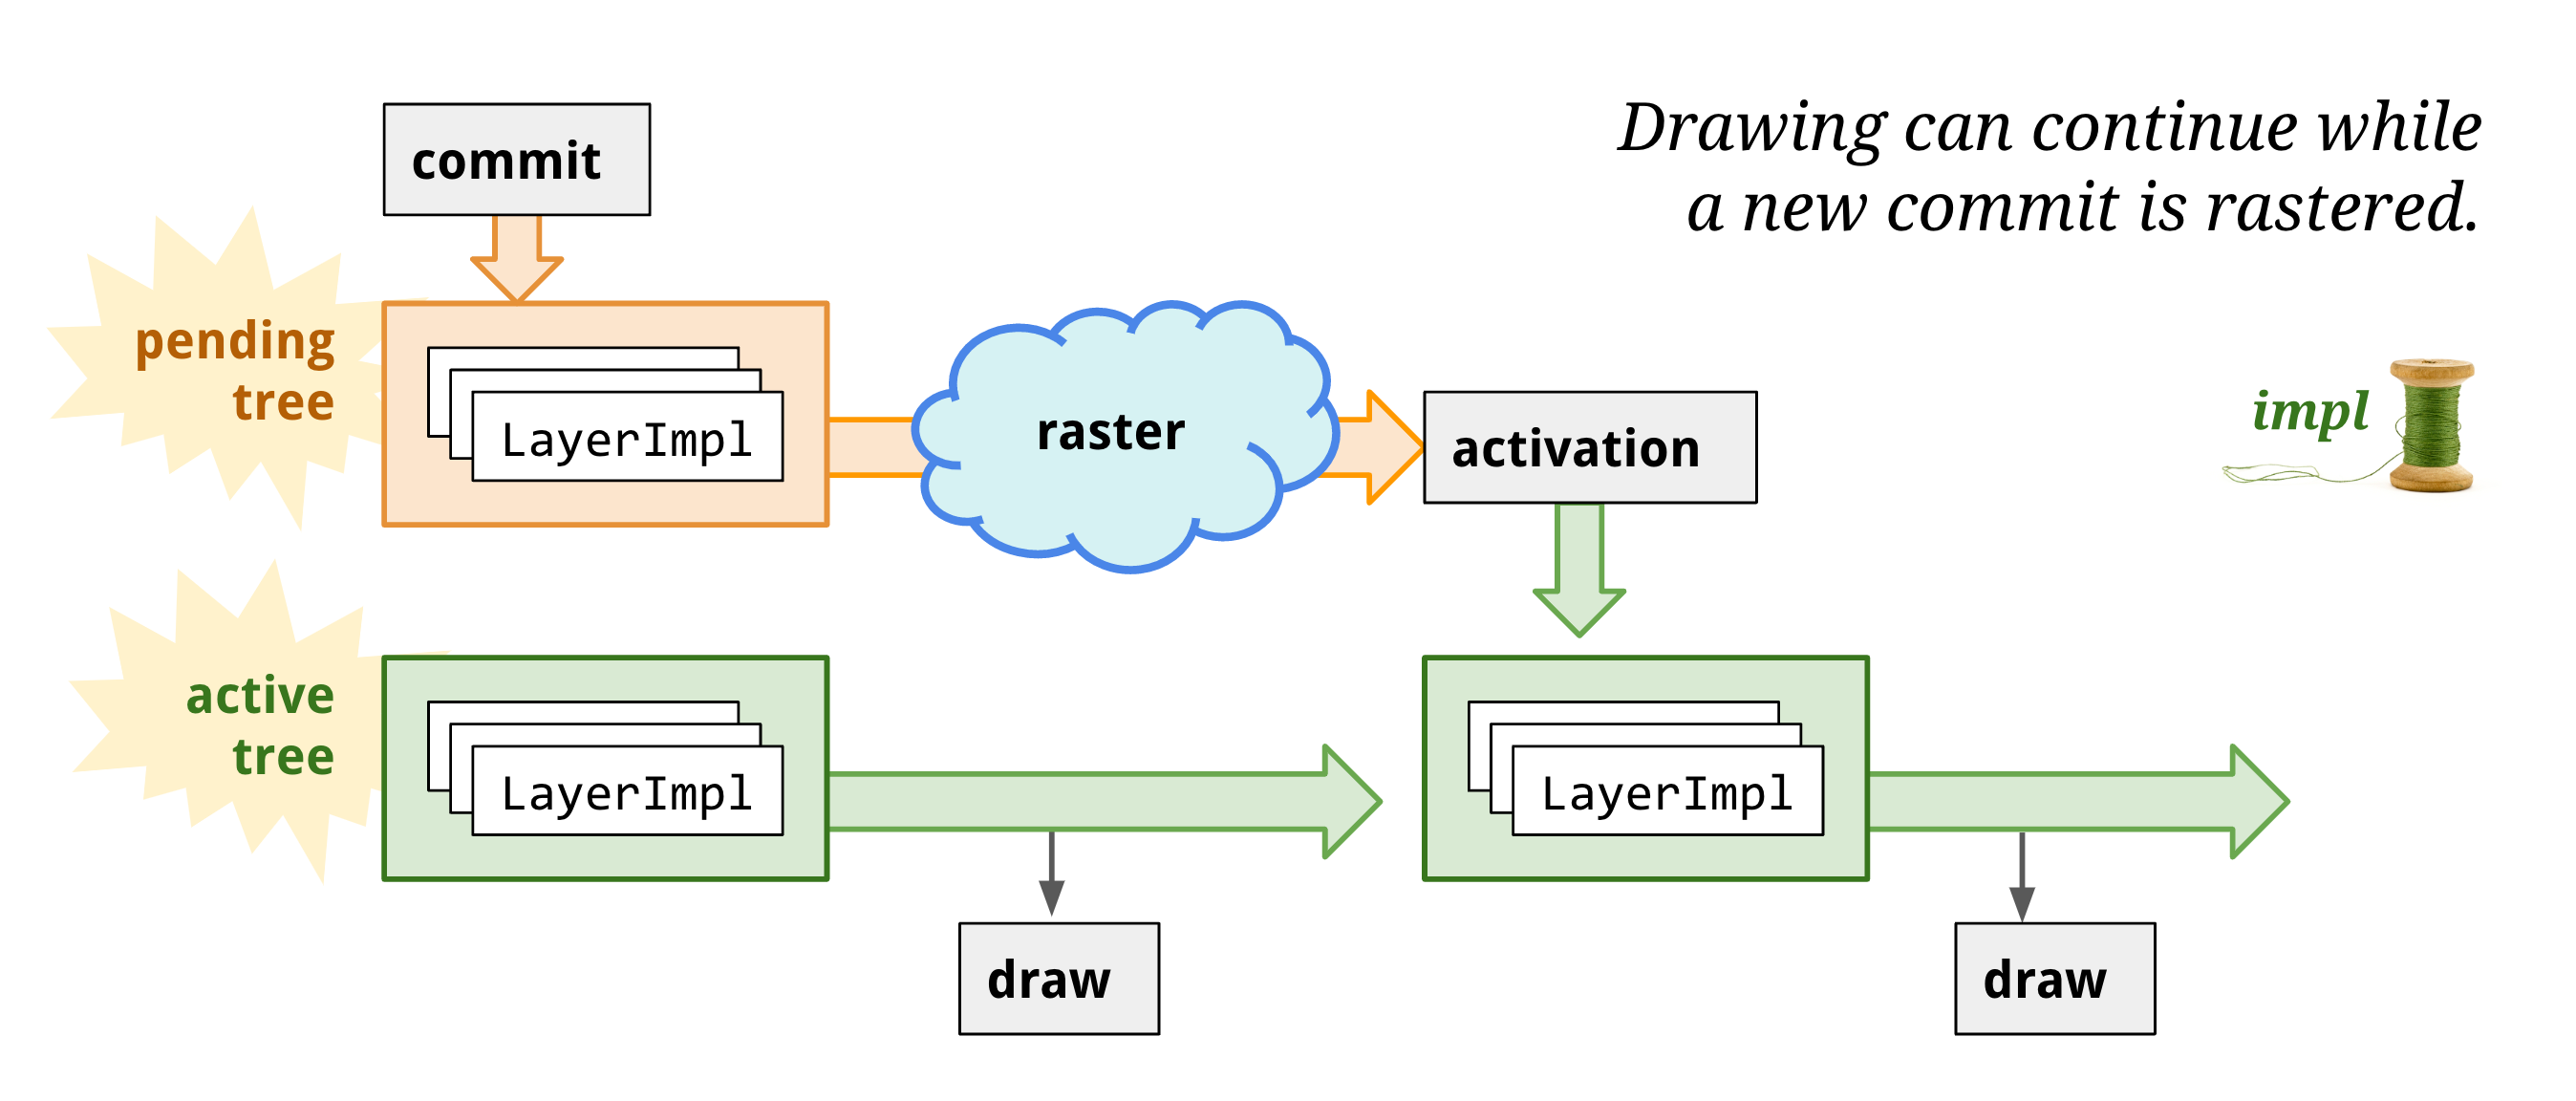 commit
Drawing can continue while
a new commit is rastered.
pending
tree
LayerImpl
raster
activation
impl
active
tree
LayerImpl
LayerImpl
draw
draw